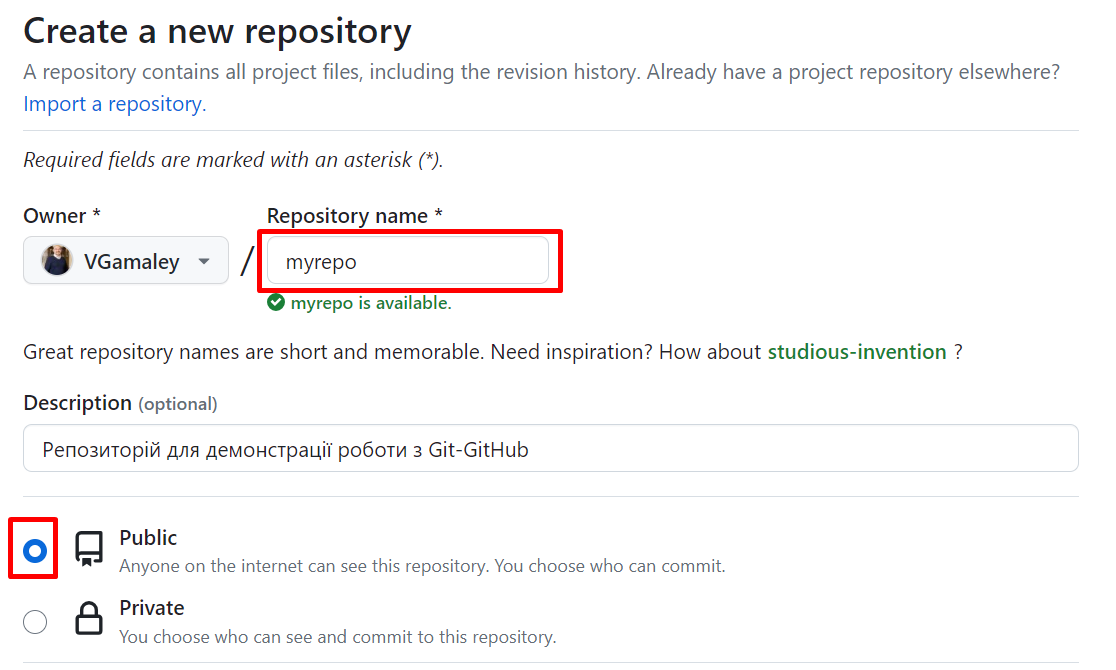 Create a new repository
A repository contains all project files, including the revision history. Already have a project repository elsewhere?
Import a repository.
Required fields are marked with an asterisk (*).
Owner *
Repository name *
VGamaley
/
myrepo
myrepo is available.
Great repository names are short and memorable. Need inspiration? How about studious-invention ?
Description (optional)
Репозиторій для демонстрації роботи з Git-GitHub
Public
Anyone on the internet can see this repository. You choose who can commit.
Private
You choose who can see and commit to this repository.